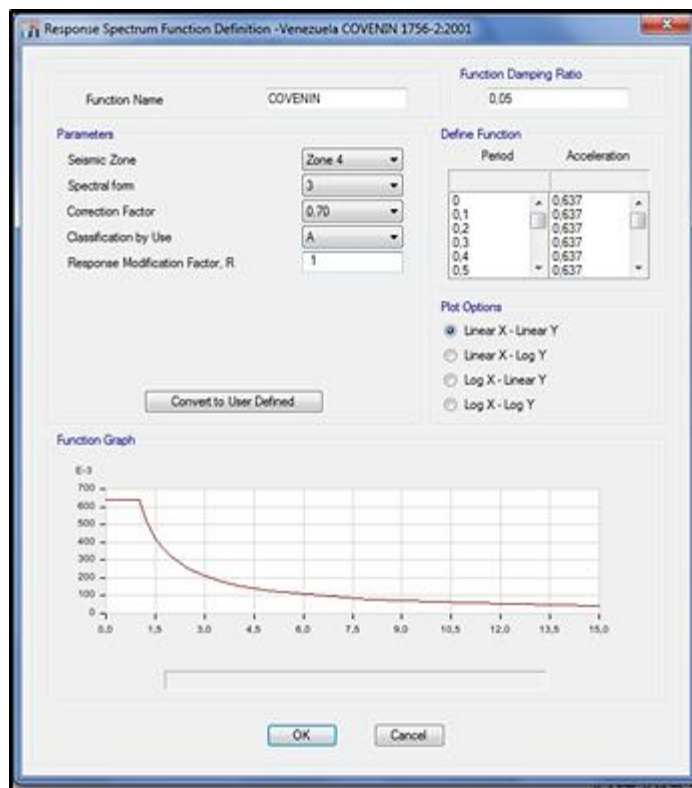 Response Spectrum Function Definition -Venezuela COVENIN 1756-2:2001
Function Name COVENIN
Function Damping Ratio
0,05
Parameters
Seismic Zone Zone 4
Spectral form 3
Correction Factor 0,70
Classification by Use A
Response Modification Factor, R 1
Convert to User Defined
Define Function
Period Acceleration
0 0,637
0,1 0,637
0,2 0,637
0,3 0,637
0,4 0,637
0,5 0,637
Plot Options
Linear X - Linear Y
Linear X - Log Y
Log X - Linear Y
Log X - Log Y
Function Graph
E-3
700
600
500
400
300
200
100
0
0,0 1,5 3,0 4,5 6,0 7,5 9,0 10,5 12,0 13,5 15,0
OK Cancel